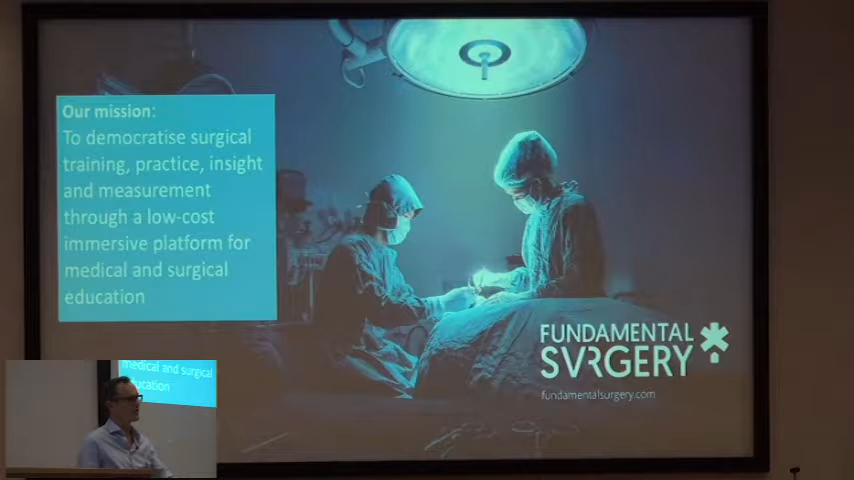 Our mission:
To democratise surgical
training, practice, insight
and measurement
through a low-cost
immersive platform for
medical and surgical
education
FUNDAMENTAL
SVRGERY
fundamentalsurgery.com
medical and surgical
education